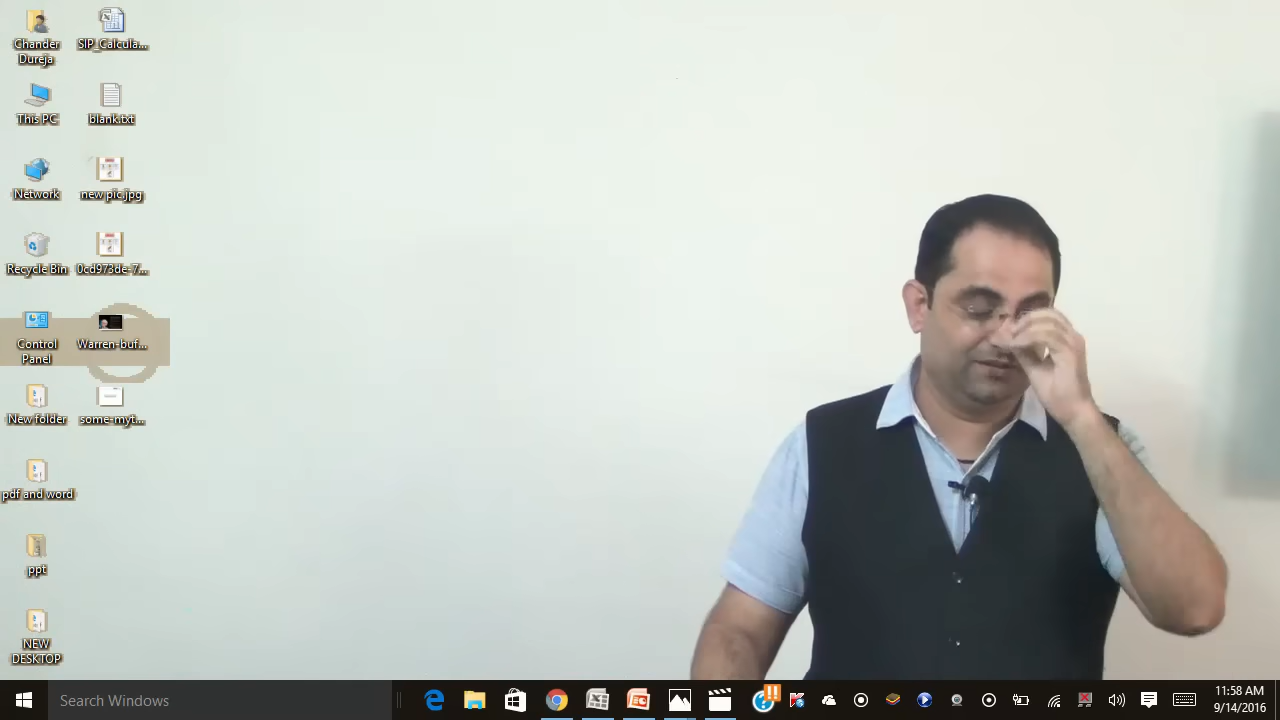 Chander
Dureja
SIP_Calcula...
This PC
blank.txt
Network
new pic.jpg
Recycle Bin
0cd973de-7...
Control
Panel
Warren-buf...
New folder
some-myt...
pdf and word
ppt
NEW
DESKTOP
Search Windows
11:58 AM
9/14/2016